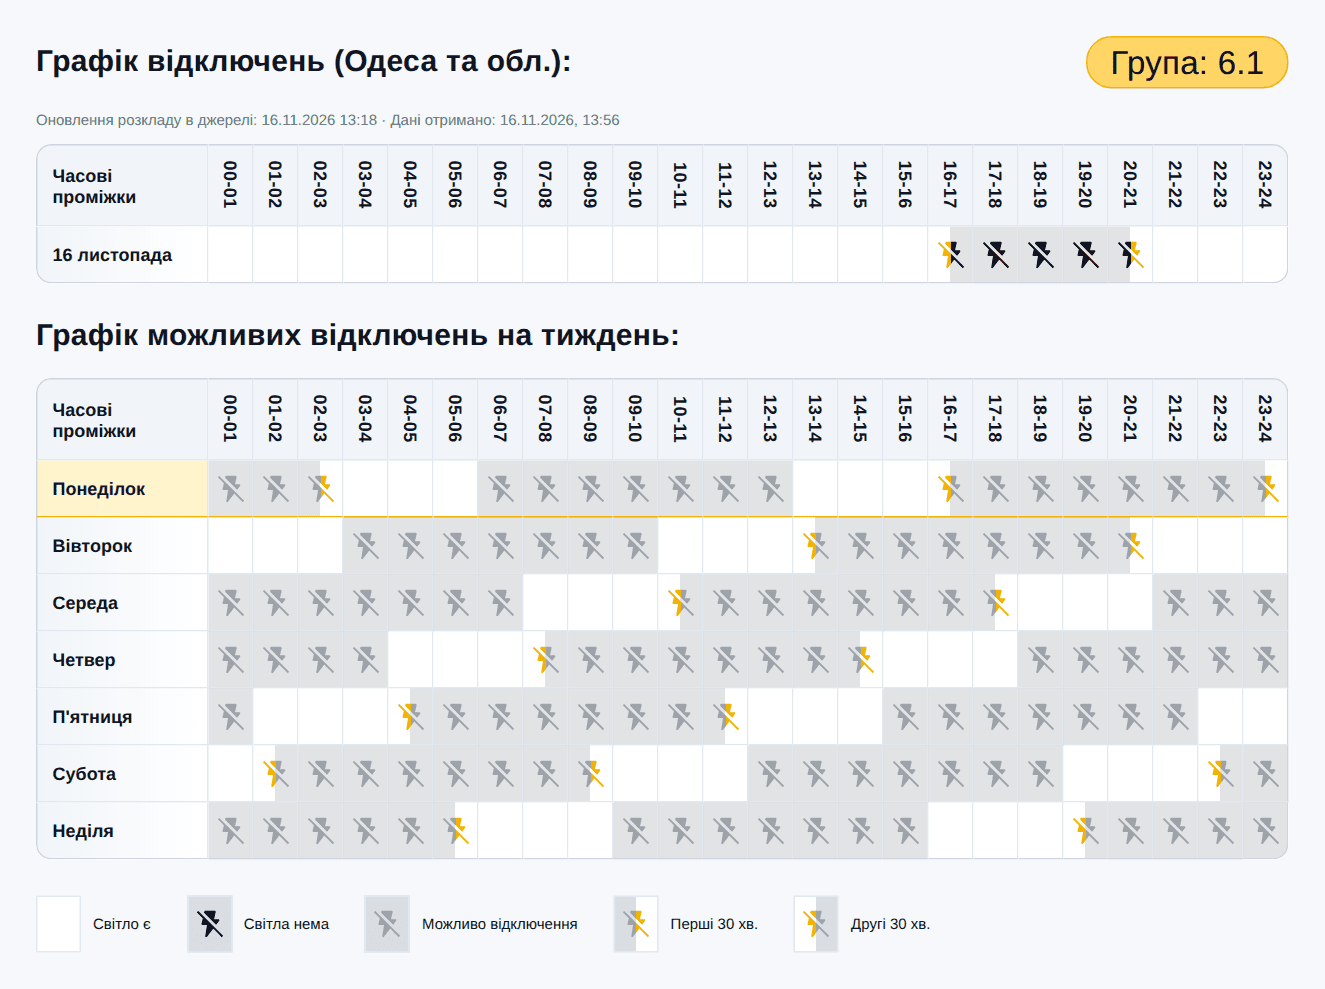 Графік відключень (Одеса та обл.):
Група: 6.1
Оновлення розкладу в джерелі: 16.11.2026 13:18 · Дані отримано: 16.11.2026, 13:56
Часові проміжки 00-01 01-02 02-03 03-04 04-05 05-06 06-07 07-08 08-09 09-10 10-11 11-12 12-13 13-14 14-15 15-16 16-17 17-18 18-19 19-20 20-21 21-22 22-23 23-24
16 листопада
Графік можливих відключень на тиждень:
Часові проміжки 00-01 01-02 02-03 03-04 04-05 05-06 06-07 07-08 08-09 09-10 10-11 11-12 12-13 13-14 14-15 15-16 16-17 17-18 18-19 19-20 20-21 21-22 22-23 23-24
Понеділок
Вівторок
Середа
Четвер
П'ятниця
Субота
Неділя
Світло є Світла нема Можливо відключення Перші 30 хв. Другі 30 хв.